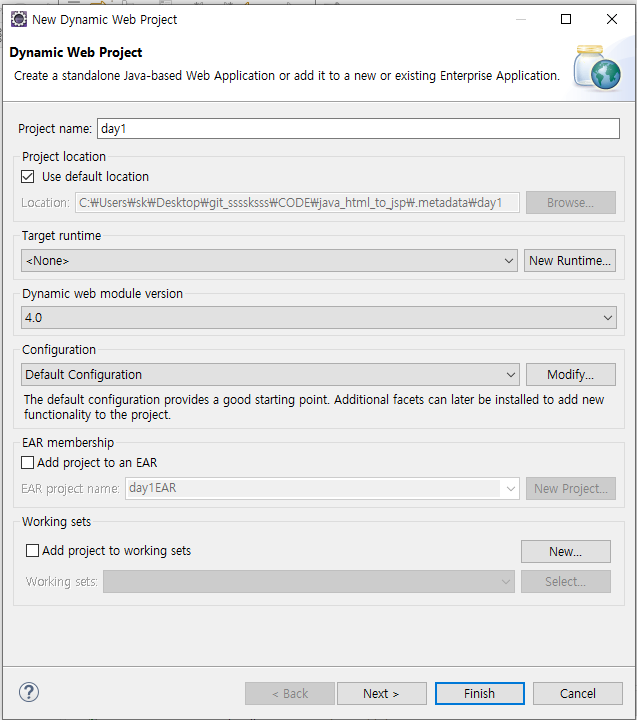 New Dynamic Web Project
Dynamic Web Project
Create a standalone Java-based Web Application or add it to a new or existing Enterprise Application.
Project name: day1
Project location
Use default location
Location: C:₩Users₩sk₩Desktop₩git_sssskssss₩CODE₩java_html_to_jsp₩.metadata₩day1 Browse...
Target runtime
<None> New Runtime...
Dynamic web module version
4.0
Configuration
Default Configuration Modify...
The default configuration provides a good starting point. Additional facets can later be installed to add new
functionality to the project.
EAR membership
Add project to an EAR
EAR project name: day1EAR New Project...
Working sets
Add project to working sets New...
Working sets: Select...
? < Back Next > Finish Cancel